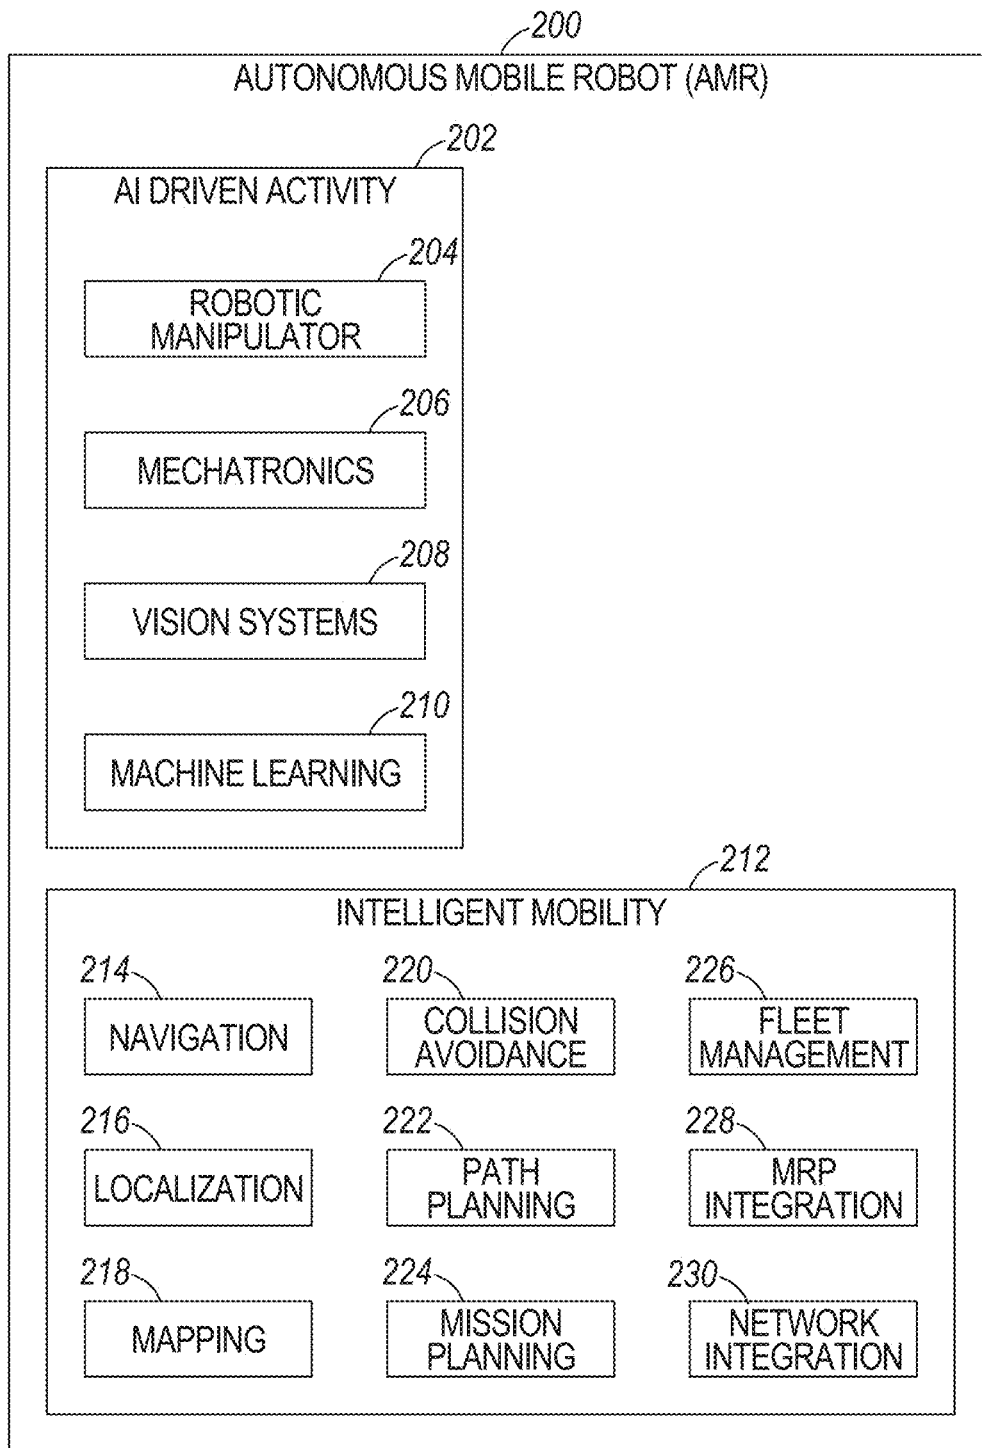 200
AUTONOMOUS MOBILE ROBOT (AMR)
202
AI DRIVEN ACTIVITY
204
ROBOTIC
MANIPULATOR
206
MECHATRONICS
208
VISION SYSTEMS
210
MACHINE LEARNING
212
INTELLIGENT MOBILITY
214
NAVIGATION
220
COLLISION
AVOIDANCE
226
FLEET
MANAGEMENT
216
LOCALIZATION
222
PATH
PLANNING
228
MRP
INTEGRATION
218
MAPPING
224
MISSION
PLANNING
230
NETWORK
INTEGRATION